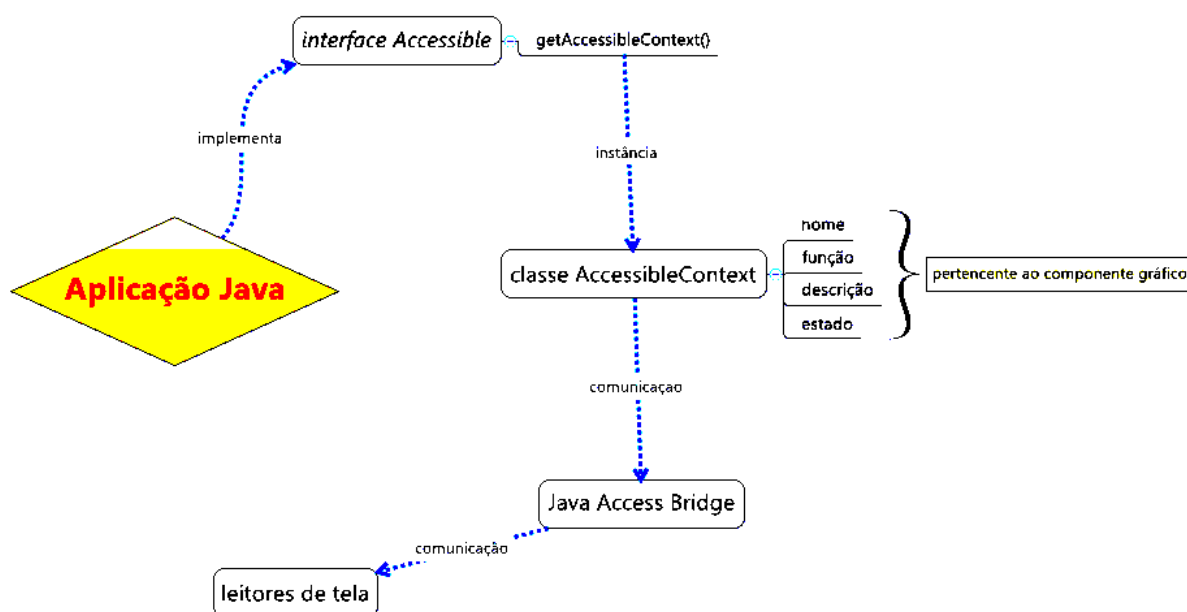 interface Accessible
getAccessibleContext()
implementa
instância
Aplicação Java
classe AccessibleContext
nome
função
descrição
estado
pertencente ao componente gráfico
comunicaçao
Java Access Bridge
comunicação
leitores de tela